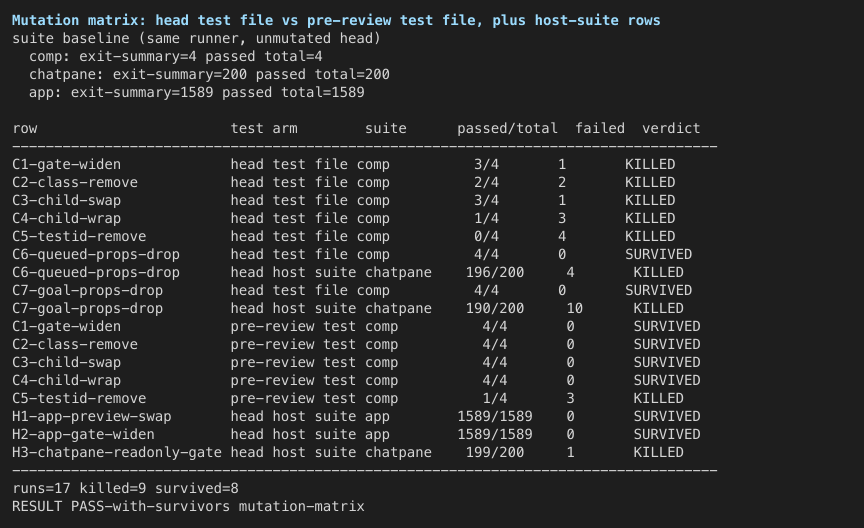 Mutation matrix: head test file vs pre-review test file, plus host-suite rows
suite baseline (same runner, unmutated head)
  comp: exit-summary=4 passed total=4
  chatpane: exit-summary=200 passed total=200
  app: exit-summary=1589 passed total=1589

row                       test arm        suite      passed/total  failed  verdict
------------------------------------------------------------------------------------
C1-gate-widen             head test file comp          3/4        1       KILLED
C2-class-remove           head test file comp          2/4        2       KILLED
C3-child-swap             head test file comp          3/4        1       KILLED
C4-child-wrap             head test file comp          1/4        3       KILLED
C5-testid-remove          head test file comp          0/4        4       KILLED
C6-queued-props-drop      head test file comp          4/4        0       SURVIVED
C6-queued-props-drop      head host suite chatpane    196/200      4       KILLED
C7-goal-props-drop        head test file comp          4/4        0       SURVIVED
C7-goal-props-drop        head host suite chatpane    190/200      10      KILLED
C1-gate-widen             pre-review test comp          4/4       0       SURVIVED
C2-class-remove           pre-review test comp          4/4       0       SURVIVED
C3-child-swap             pre-review test comp          4/4       0       SURVIVED
C4-child-wrap             pre-review test comp          4/4       0       SURVIVED
C5-testid-remove          pre-review test comp          1/4       3       KILLED
H1-app-preview-swap       head host suite app        1589/1589    0       SURVIVED
H2-app-gate-widen         head host suite app        1589/1589    0       SURVIVED
H3-chatpane-readonly-gate head host suite chatpane    199/200      1       KILLED
------------------------------------------------------------------------------------
runs=17 killed=9 survived=8
RESULT PASS-with-survivors mutation-matrix